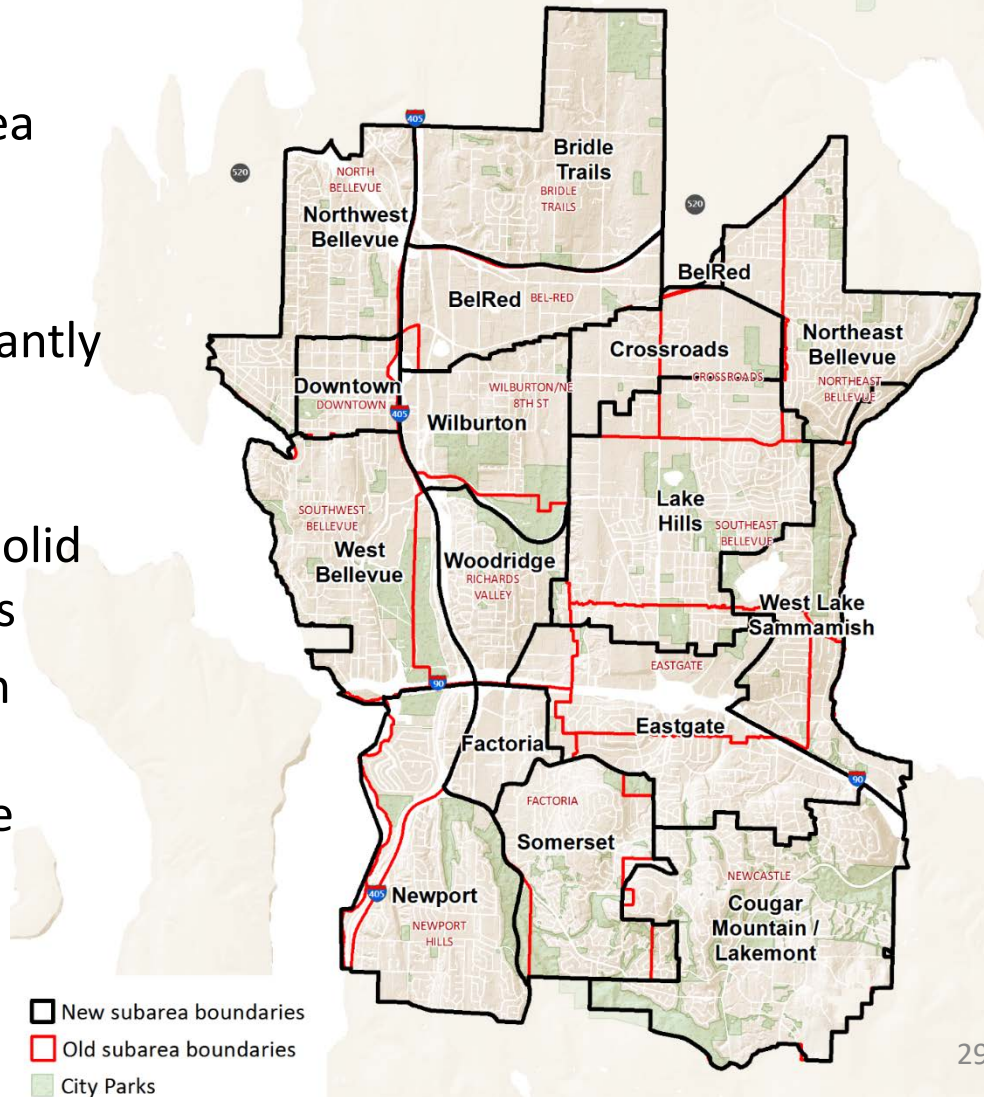 ea
antly
olid
s
n
e
405
520
NORTH
BELLEVUE
Northwest
Bellevue
Bridle
Trails
BRIDLE
TRAILS
520
BelRed
BelRed
BEL-RED
Crossroads
CROSSROADS
Northeast
Bellevue
NORTHEAST
BELLEVUE
Downtown
DOWNTOWN
405
WILBURTON/NE
8TH ST
Wilburton
SOUTHWEST
BELLEVUE
West
Bellevue
Lake
Hills
SOUTHEAST
BELLEVUE
Woodridge
RICHARDS
VALLEY
West Lake
Sammamish
EASTGATE
90
Eastgate
Factoria
90
FACTORIA
Somerset
405
Newport
NEWPORT
HILLS
NEWCASTLE
Cougar
Mountain /
Lakemont
New subarea boundaries
Old subarea boundaries
City Parks
29